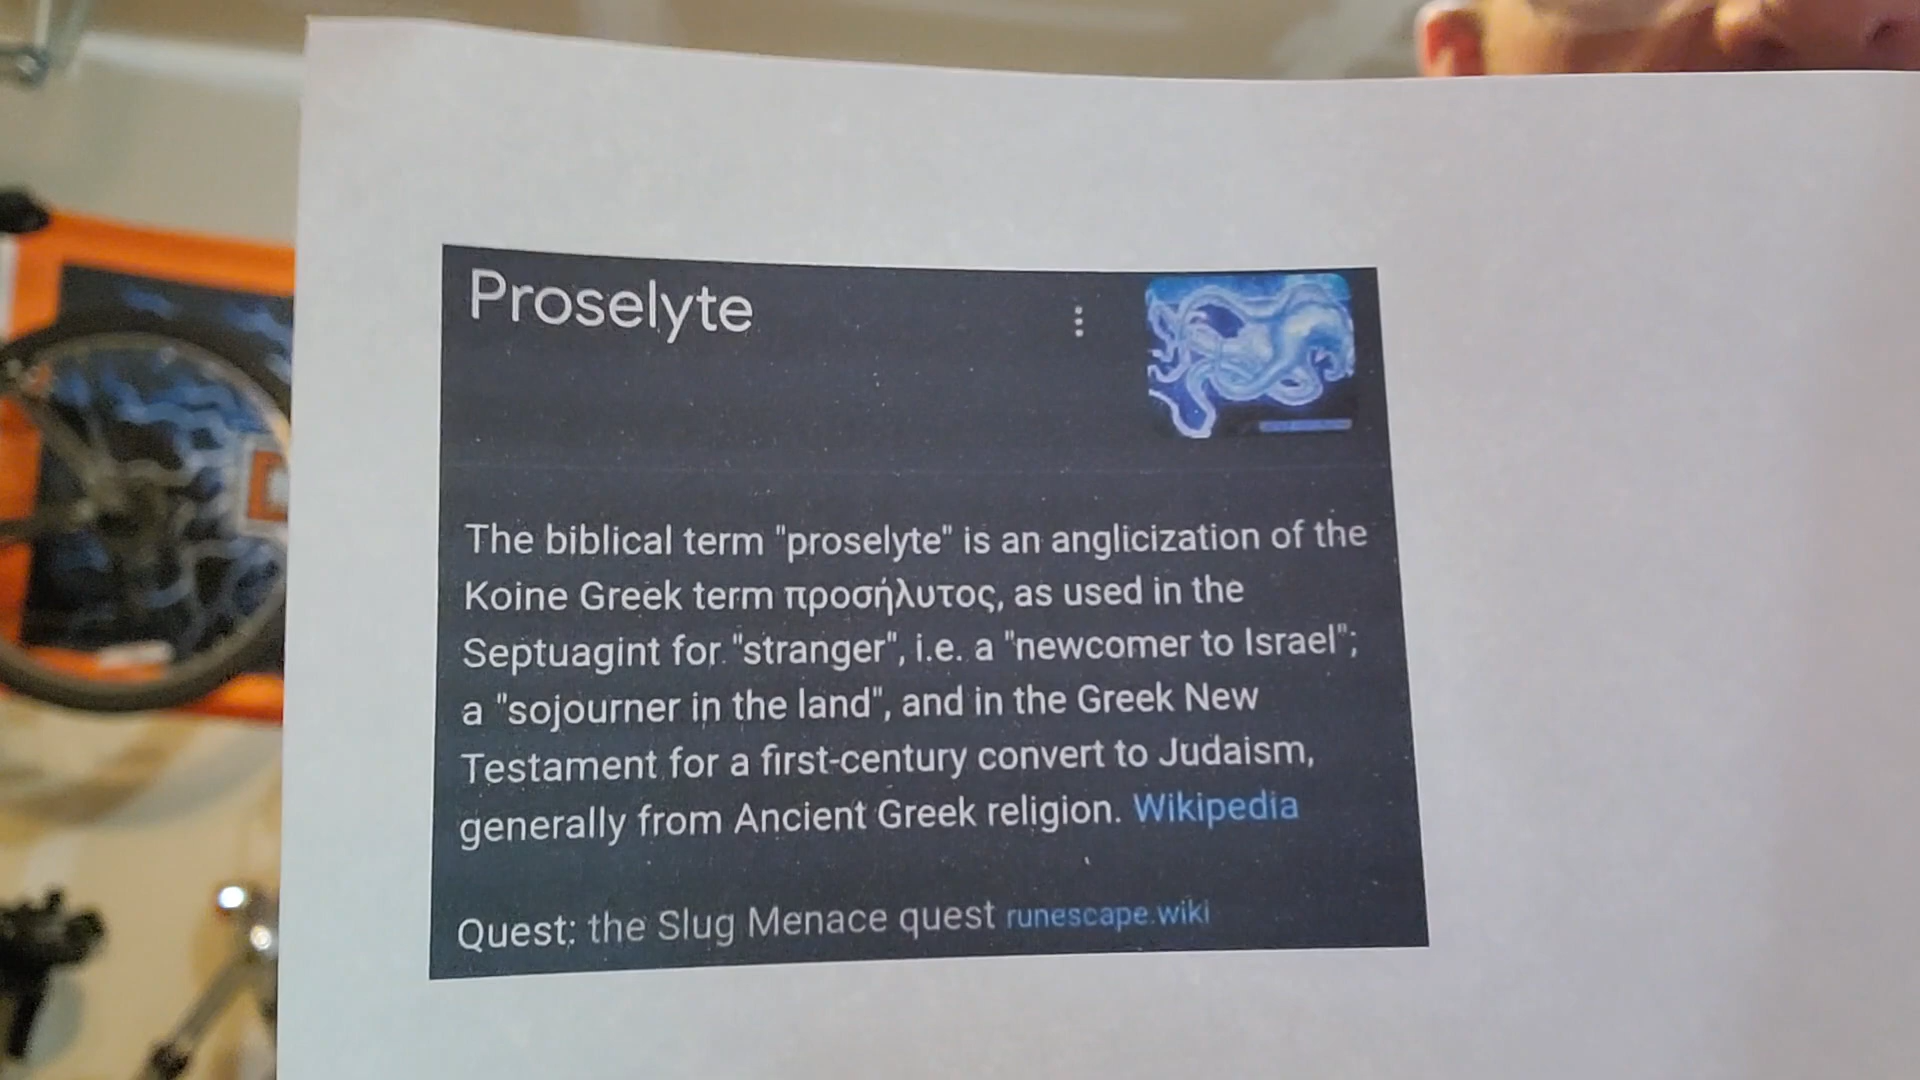 Proselyte
The biblical term "proselyte" is an anglicization of the
Koine Greek term προσήλυτος, as used in the
Septuagint for "stranger", i.e. a "newcomer to Israel";
a "sojourner in the land", and in the Greek New
Testament for a first-century convert to Judaism,
generally from Ancient Greek religion. Wikipedia
Quest: the Slug Menace quest runescape.wiki